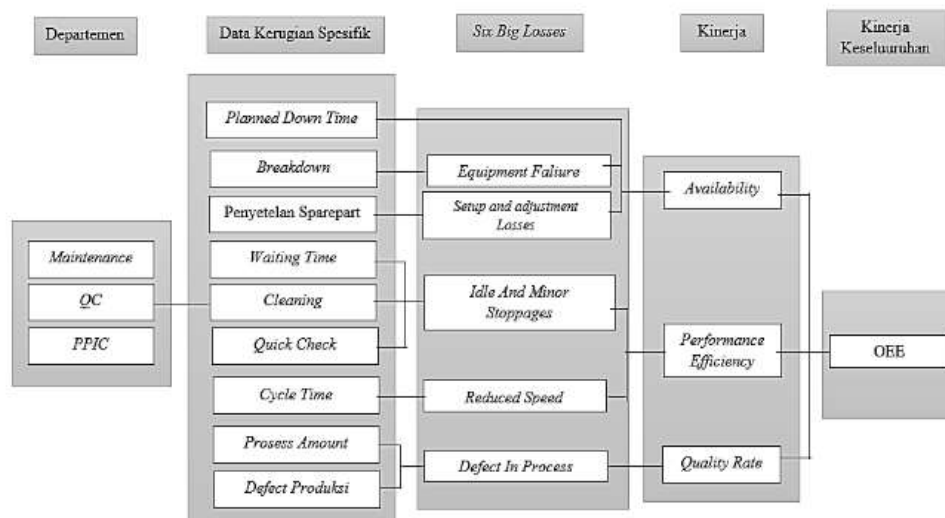 Departemen
Data Kerugian Spesifik
Six Big Losses
Kinerja
Kinerja
Keseluuruhan
Maintenance
QC
PPIC
Planned Down Time
Breakdown
Penyetelan Sparepart
Waiting Time
Cleaning
Quick Check
Cycle Time
Prosess Amount
Defect Produksi
Equipment Faliure
Setup and adjustment
Losses
Idle And Minor
Stoppages
Reduced Speed
Defect In Process
Availability
Performance
Efficiency
Quality Rate
OEE